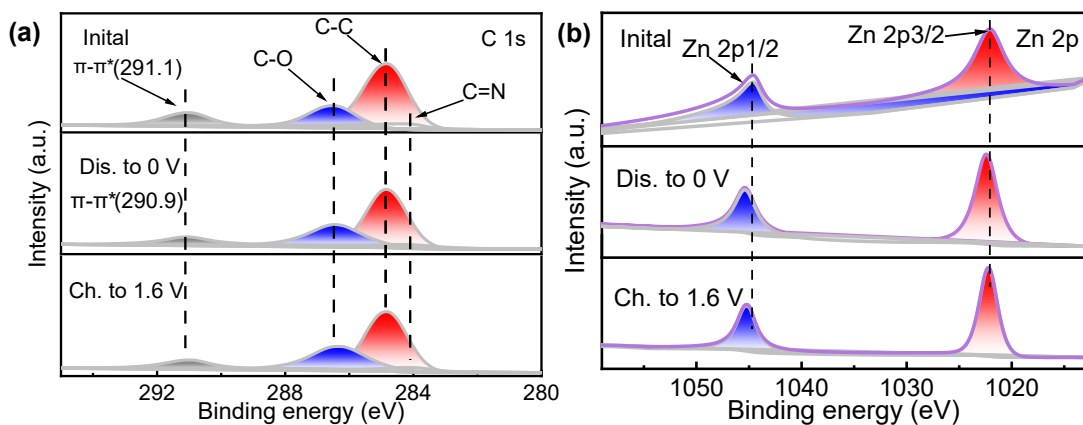 (a)
Inital
π-π*(291.1)
C-O
C-C
C=N
C 1s
Dis. to 0 V
π-π*(290.9)
Ch. to 1.6 V
Intensity (a.u.)
292
288
284
280
Binding energy (eV)
(b)
Inital
Zn 2p1/2
Zn 2p3/2
Zn 2p
Dis. to 0 V
Ch. to 1.6 V
Intensity (a.u.)
1050
1040
1030
1020
Binding energy (eV)